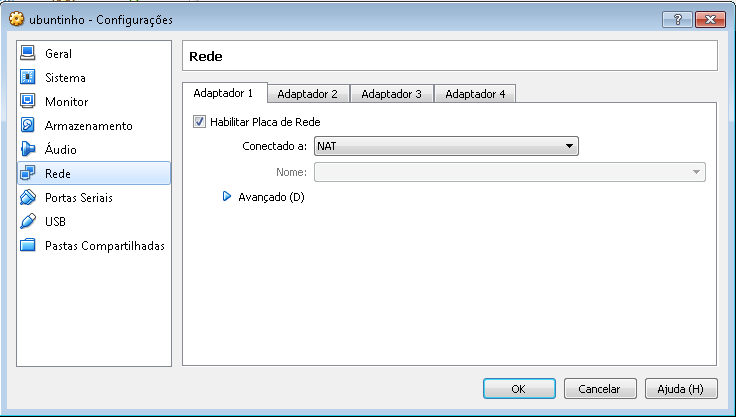 ubuntinho - Configurações
Geral
Sistema
Monitor
Armazenamento
Áudio
Rede
Portas Seriais
USB
Pastas Compartilhadas
Rede
Adaptador 1 Adaptador 2 Adaptador 3 Adaptador 4
Habilitar Placa de Rede
Conectado a: NAT
Nome:
Avançado (D)
OK Cancelar Ajuda (H)